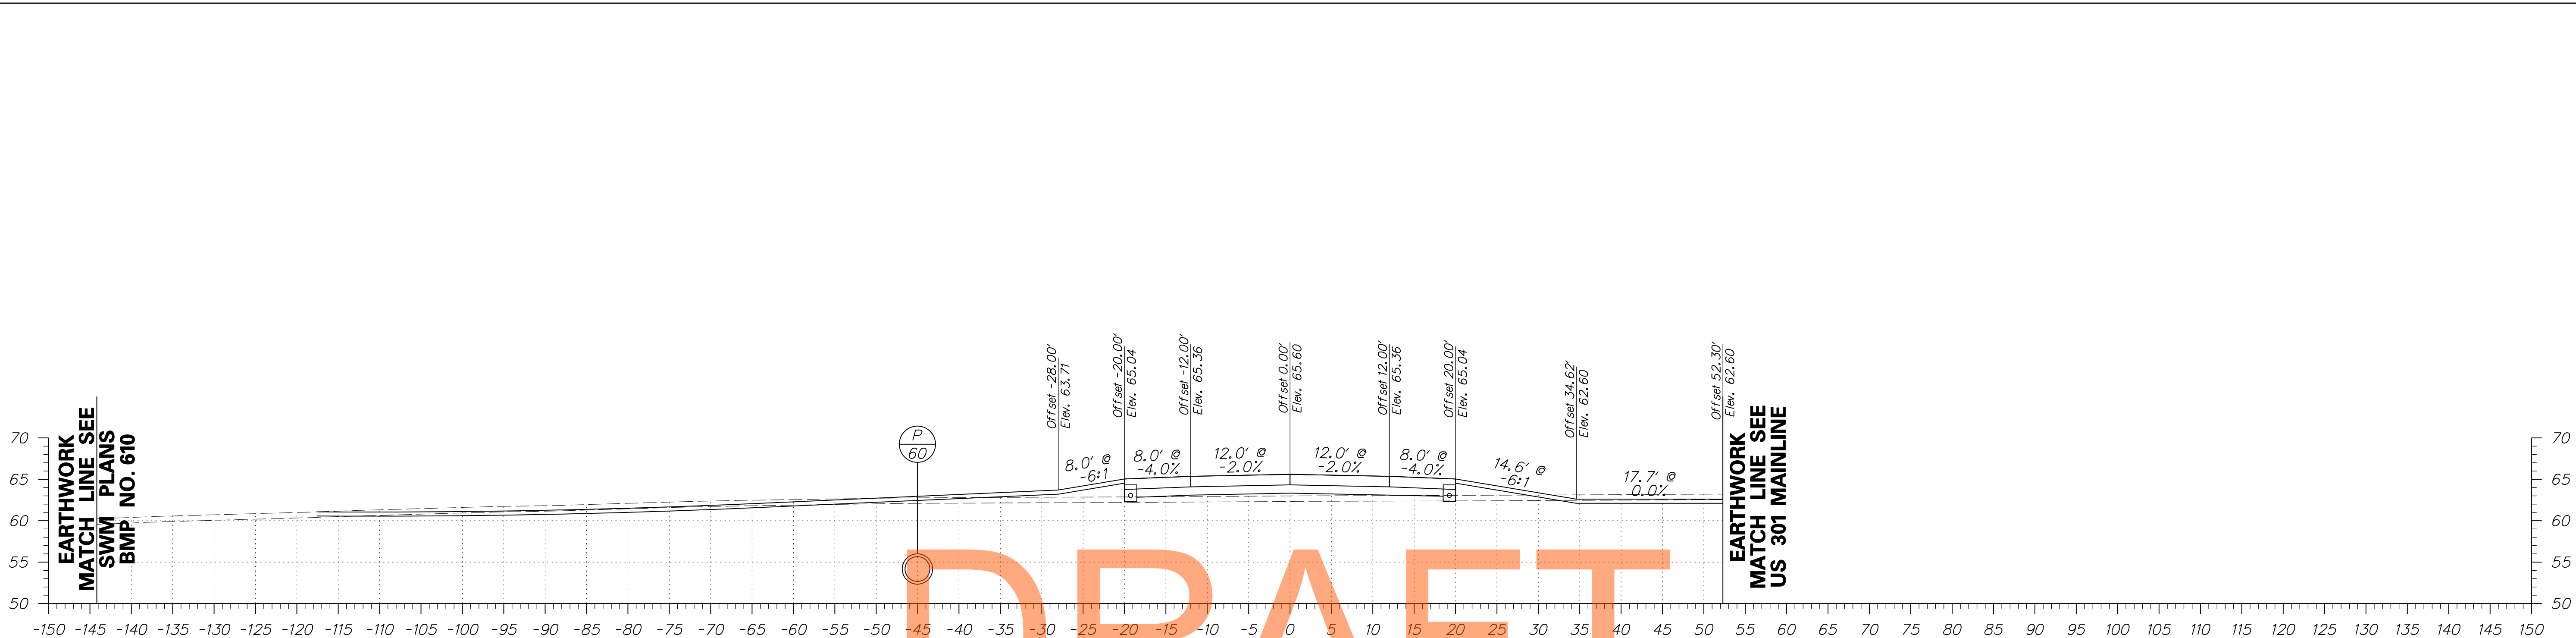 Offset -28.00'
Elev. 63.71
Offset -20.00'
Elev. 65.04
Offset -12.00'
Elev. 65.36
Offset 0.00'
Elev. 65.60
Offset 12.00'
Elev. 65.36
Offset 20.00'
Elev. 65.04
Offset 34.62'
Elev. 62.60
Offset 52.30'
Elev. 62.60
EARTHWORK
MATCH LINE SEE
SWM PLANS
BMP NO. 610
P
60
8.0' @
-6:1
8.0' @
-4.0%
12.0' @
-2.0%
12.0' @
-2.0%
8.0' @
-4.0%
14.6' @
-6:1
17.7' @
0.0%
EARTHWORK
MATCH LINE SEE
US 301 MAINLINE
70
65
60
55
50
70
65
60
55
50
DRAFT
-150 -145 -140 -135 -130 -125 -120 -115 -110 -105 -100 -95 -90 -85 -80 -75 -70 -65 -60 -55 -50 -45 -40 -35 -30 -25 -20 -15 -10 -5 0 5 10 15 20 25 30 35 40 45 50 55 60 65 70 75 80 85 90 95 100 105 110 115 120 125 130 135 140 145 150